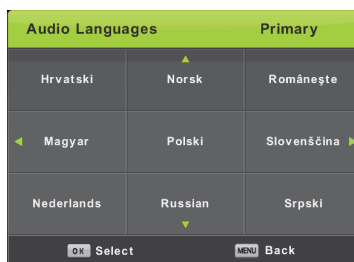 Audio Languages Primary
Hrvatski Norsk Româneşte
Magyar Polski Slovenščina
Nederlands Russian Srpski
OK Select MENU Back